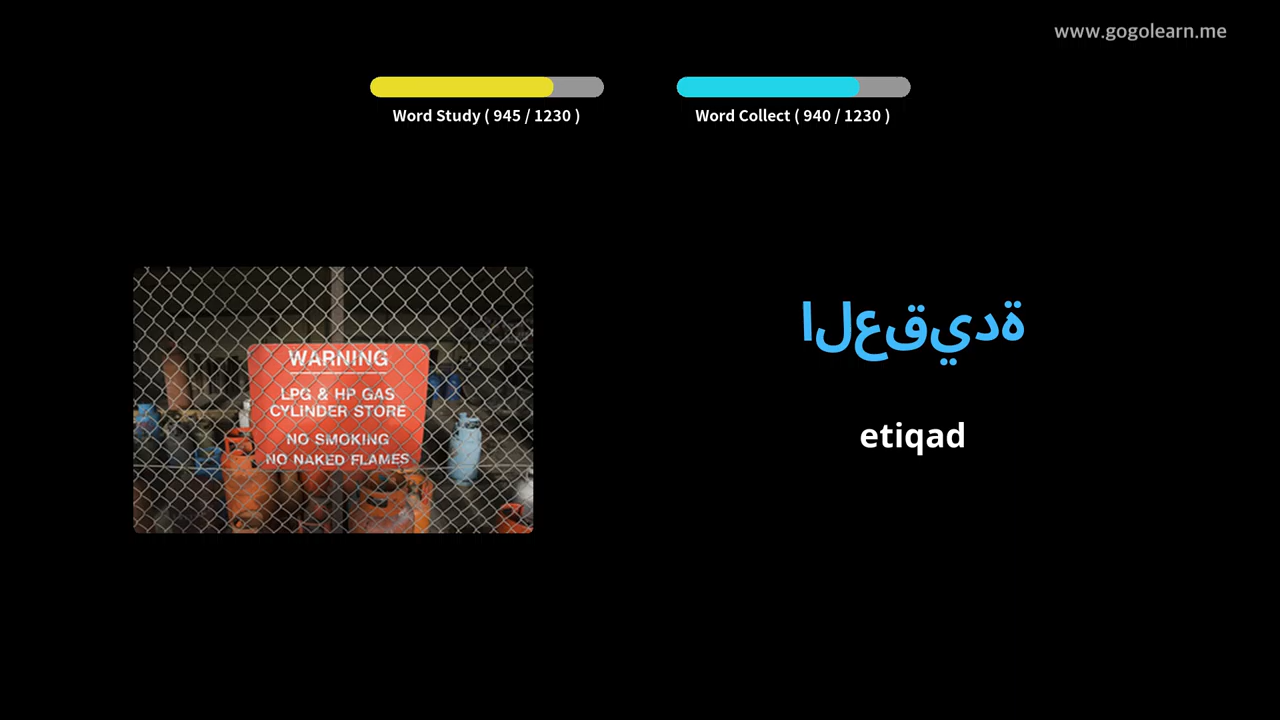 www.gogolearn.me
Word Study ( 945 / 1230 )
Word Collect ( 940 / 1230 )
WARNING
LPG & HP GAS
CYLINDER STORE
NO SMOKING
NO NAKED FLAMES
العقيدة
etiqad